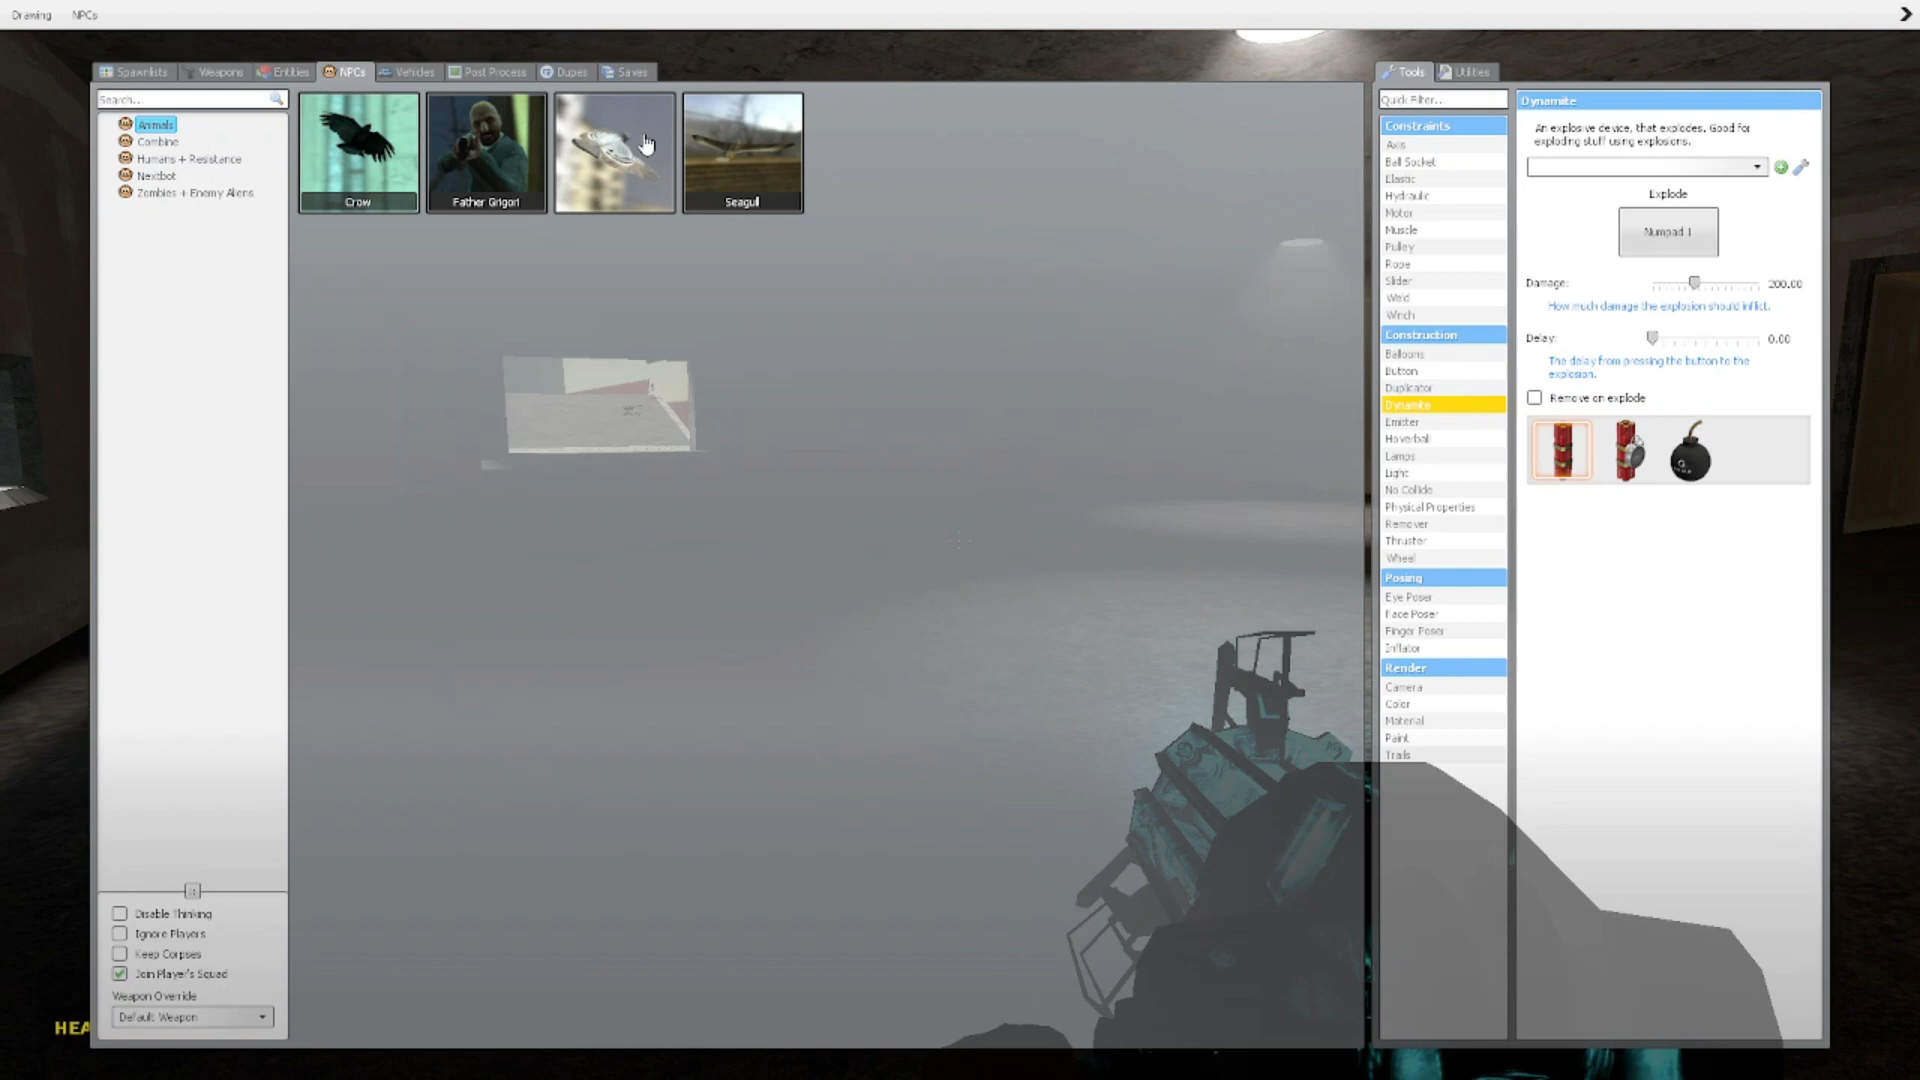 Drawing NPCs
Spawnlists Weapons Entities NPCs Vehicles Post Process Dupes Saves
Search...
Animals
Combine
Humans + Resistance
Nextbot
Zombies + Enemy Aliens
Crow
Father Grigori
Seagull
Disable Thinking
Ignore Players
Keep Corpses
Join Player's Squad
Weapon Override
Default Weapon
HEA
Tools Utilities
Quick Filter...
Constraints
Axis
Ball Socket
Elastic
Hydraulic
Motor
Muscle
Pulley
Rope
Slider
Weld
Winch
Construction
Balloons
Button
Duplicator
Dynamite
Emitter
Hoverball
Lamps
Light
No Collide
Physical Properties
Remover
Thruster
Wheel
Posing
Eye Poser
Face Poser
Finger Poser
Inflator
Render
Camera
Color
Material
Paint
Trails
Dynamite
An explosive device, that explodes. Good for
exploding stuff using explosions.
Explode
Numpad 1
Damage: 200.00
How much damage the explosion should inflict.
Delay: 0.00
The delay from pressing the button to the
explosion.
Remove on explode